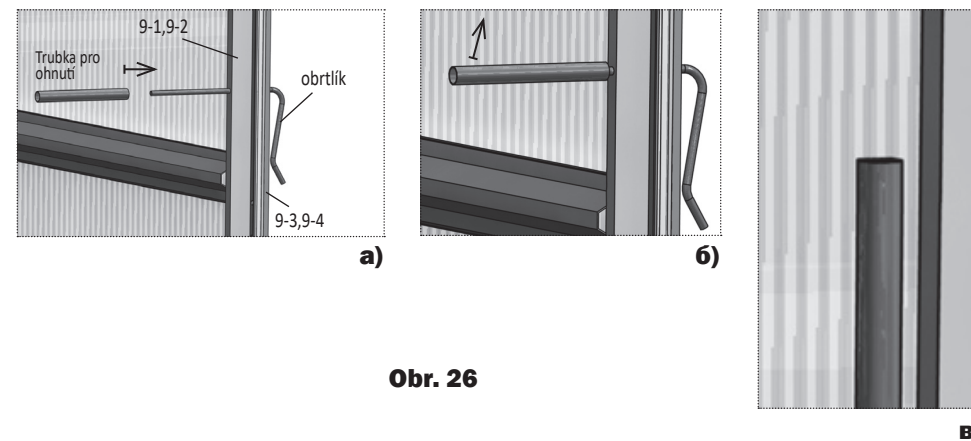 9-1,9-2
Trubka pro
ohnutí
obrtlík
9-3,9-4
а)
б)
Obr. 26